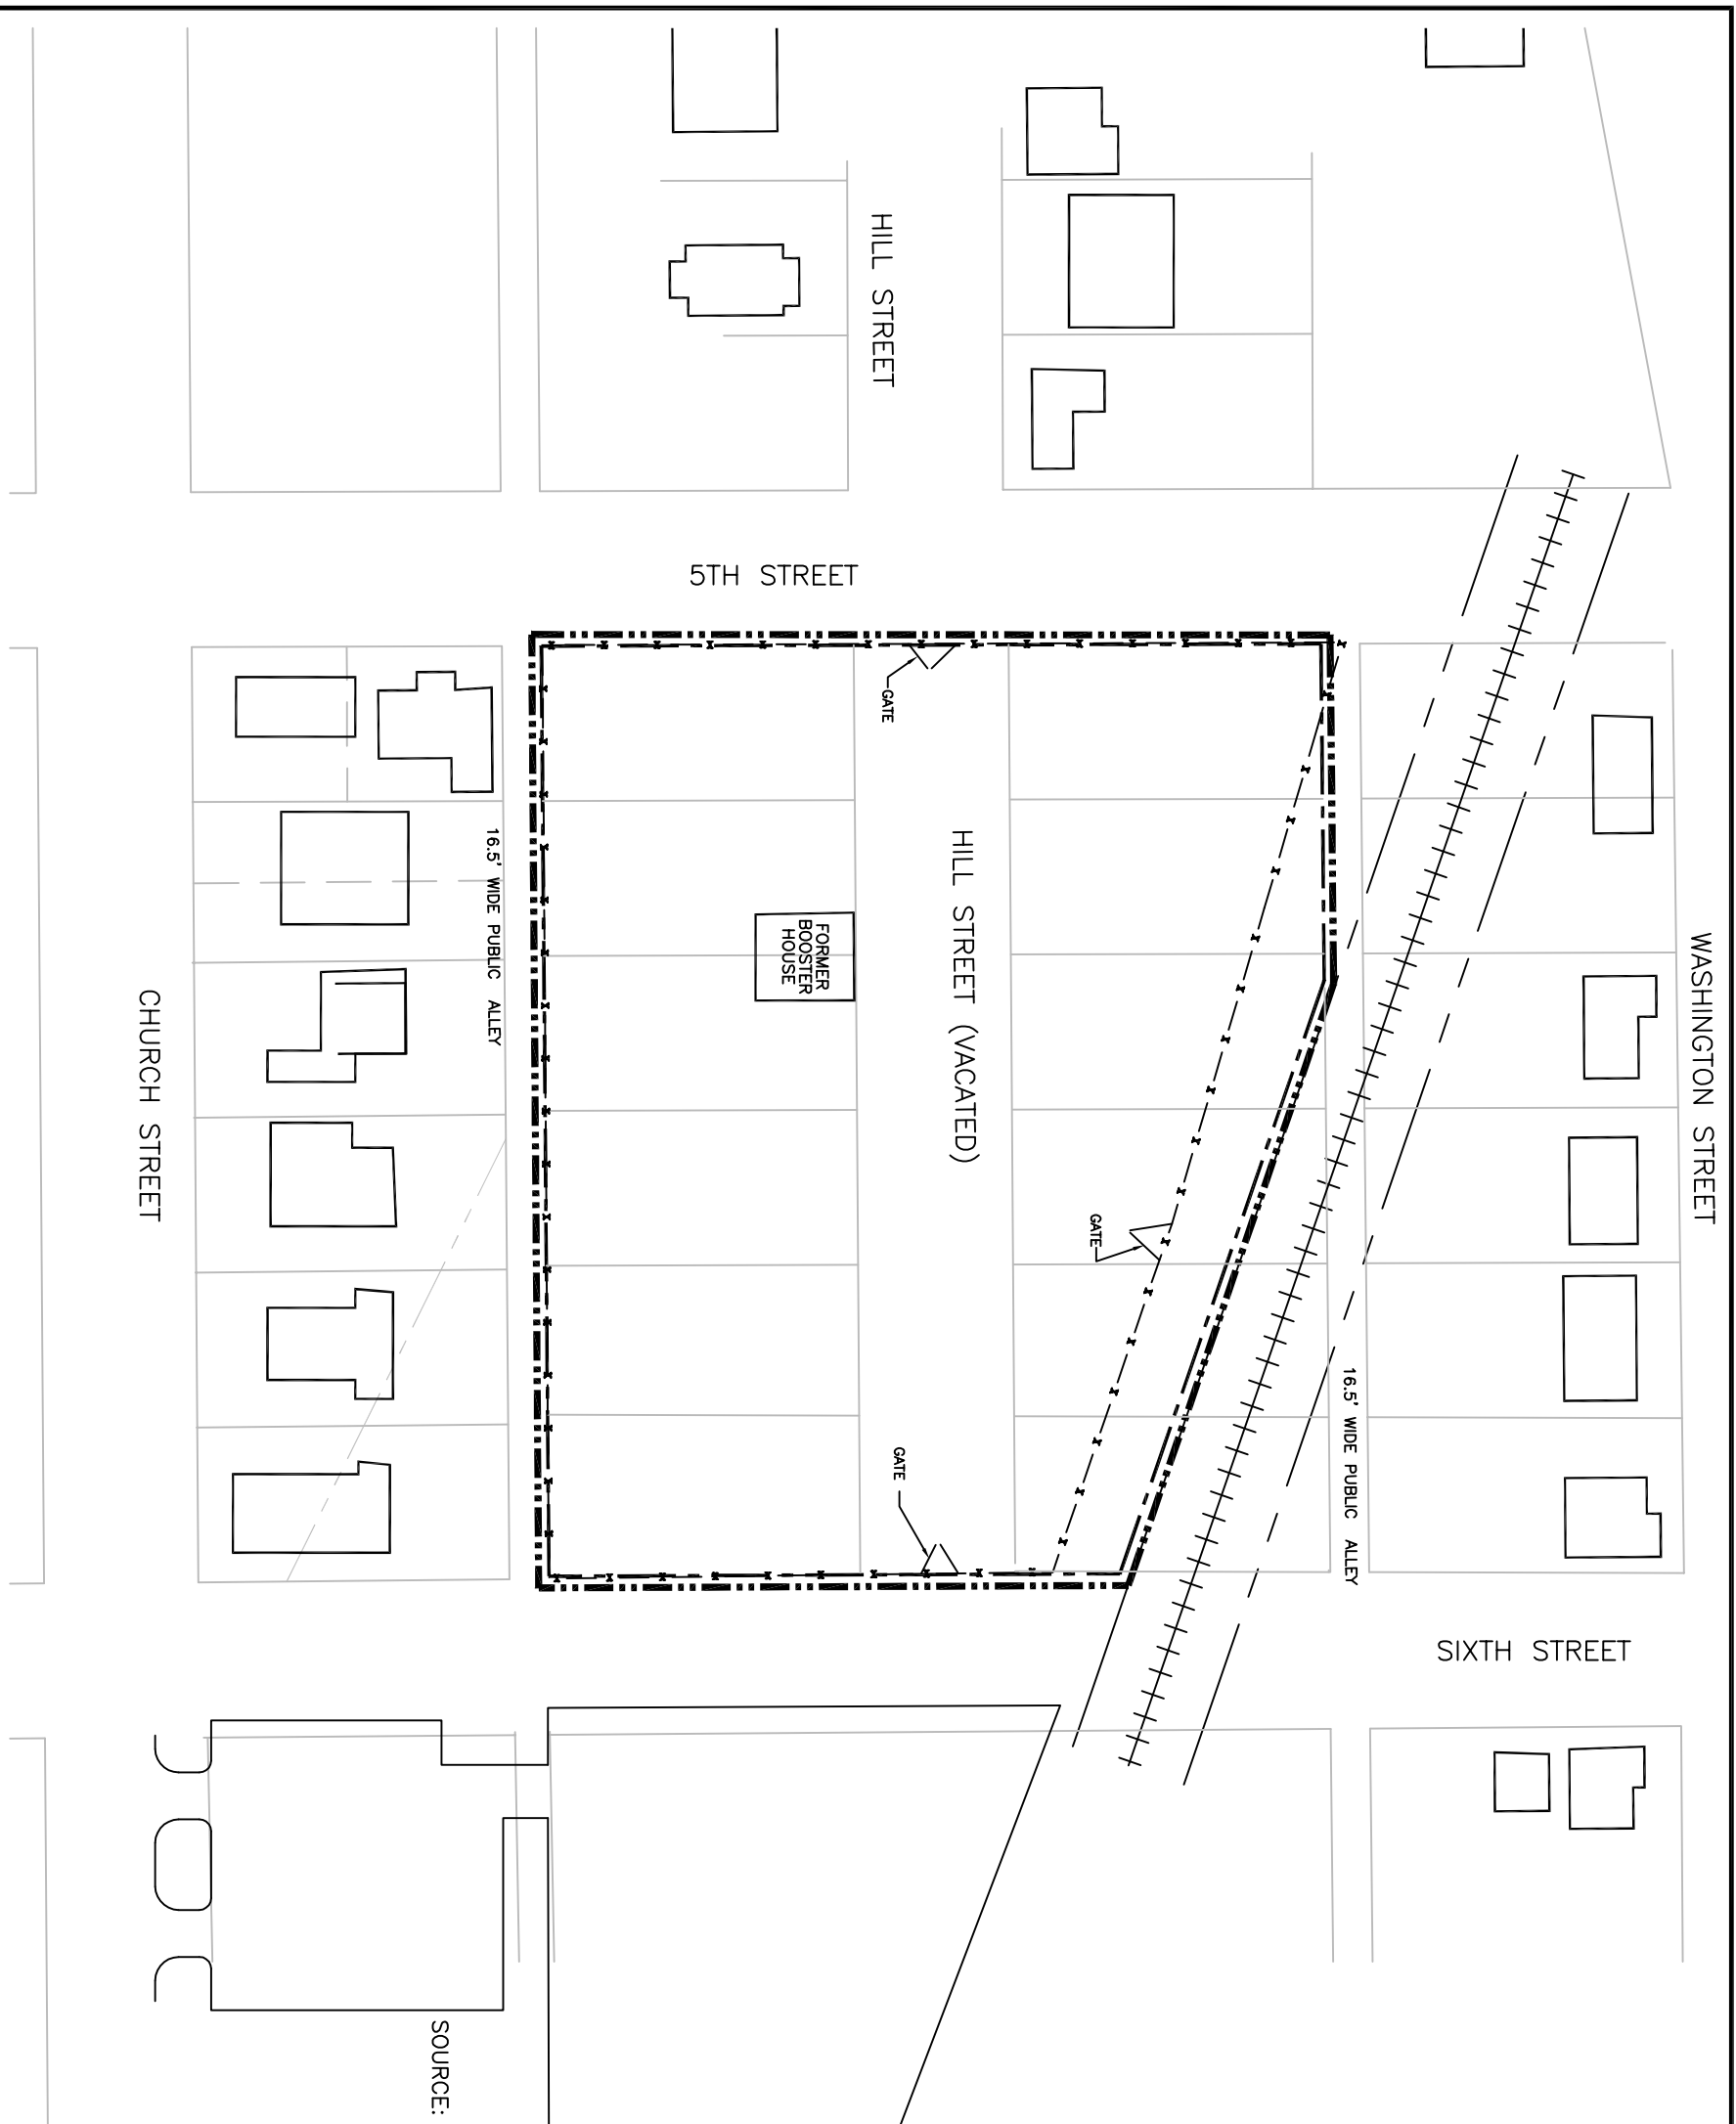 HILL STREET
5TH STREET
GATE
16.5' WIDE PUBLIC ALLEY
HILL STREET (VACATED)
FORMER
BOOSTER
HOUSE
WASHINGTON STREET
CHURCH STREET
GATE
16.5' WIDE PUBLIC ALLEY
GATE
SIXTH STREET
SOURCE: